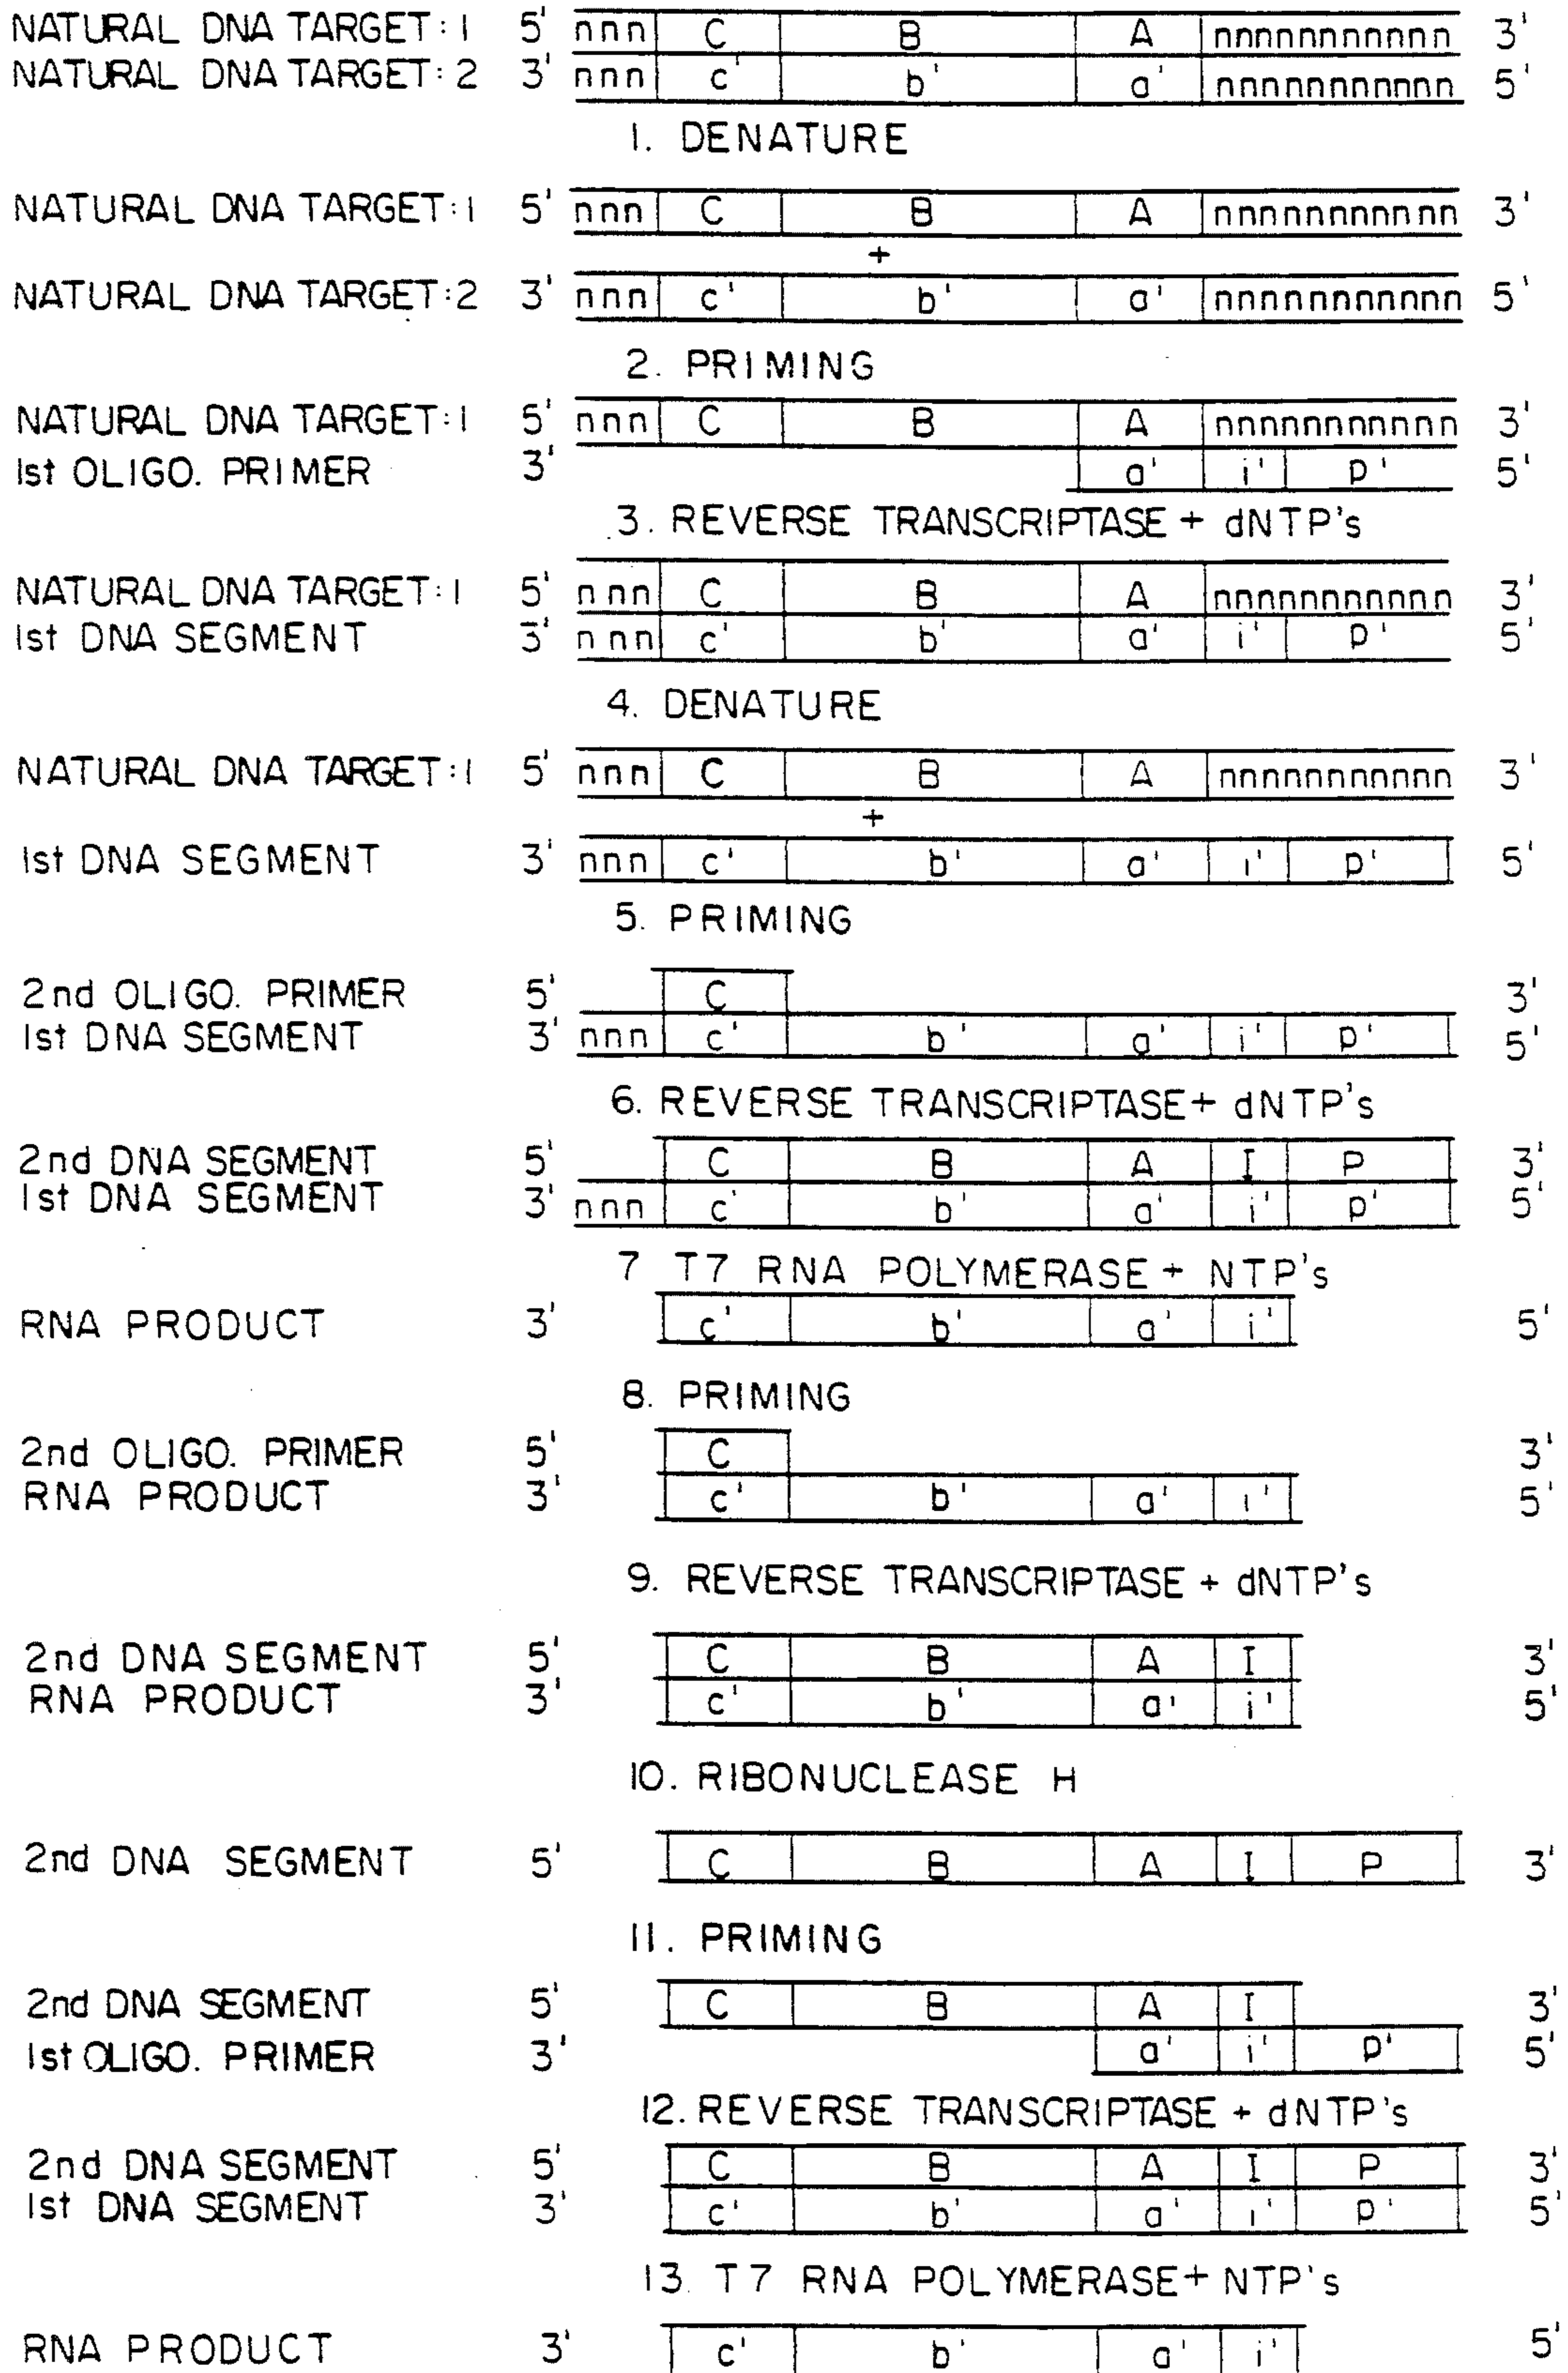 NATURAL DNA TARGET:1 5' nnn C B A nnnnnnnnnnn 3'
NATURAL DNA TARGET:2 3' nnn c' b' a' nnnnnnnnnnn 5'
1. DENATURE
NATURAL DNA TARGET:1 5' nnn C B A nnnnnnnnnnn 3'
+
NATURAL DNA TARGET:2 3' nnn c' b' a' nnnnnnnnnnn 5'
2. PRIMING
NATURAL DNA TARGET:1 5' nnn C B A nnnnnnnnnnn 3'
1st OLIGO. PRIMER 3' a' i' p' 5'
3. REVERSE TRANSCRIPTASE + dNTP's
NATURAL DNA TARGET:1 5' nnn C B A nnnnnnnnnnn 3'
1st DNA SEGMENT 3' nnn c' b' a' i' p' 5'
4. DENATURE
NATURAL DNA TARGET:1 5' nnn C B A nnnnnnnnnnn 3'
+
1st DNA SEGMENT 3' nnn c' b' a' i' p' 5'
5. PRIMING
2nd OLIGO. PRIMER 5' C 3'
1st DNA SEGMENT 3' nnn c' b' a' i' p' 5'
6. REVERSE TRANSCRIPTASE + dNTP's
2nd DNA SEGMENT 5' C B A I P 3'
1st DNA SEGMENT 3' nnn c' b' a' i' p' 5'
7 T7 RNA POLYMERASE + NTP's
RNA PRODUCT 3' c' b' a' i' 5'
8. PRIMING
2nd OLIGO. PRIMER 5' C 3'
RNA PRODUCT 3' c' b' a' i' 5'
9. REVERSE TRANSCRIPTASE + dNTP's
2nd DNA SEGMENT 5' C B A I 3'
RNA PRODUCT 3' c' b' a' i' 5'
10. RIBONUCLEASE H
2nd DNA SEGMENT 5' C B A I P 3'
11. PRIMING
2nd DNA SEGMENT 5' C B A I 3'
1st OLIGO. PRIMER 3' a' i' p' 5'
12. REVERSE TRANSCRIPTASE + dNTP's
2nd DNA SEGMENT 5' C B A I P 3'
1st DNA SEGMENT 3' c' b' a' i' p' 5'
13. T7 RNA POLYMERASE + NTP's
RNA PRODUCT 3' c' b' a' i' 5'